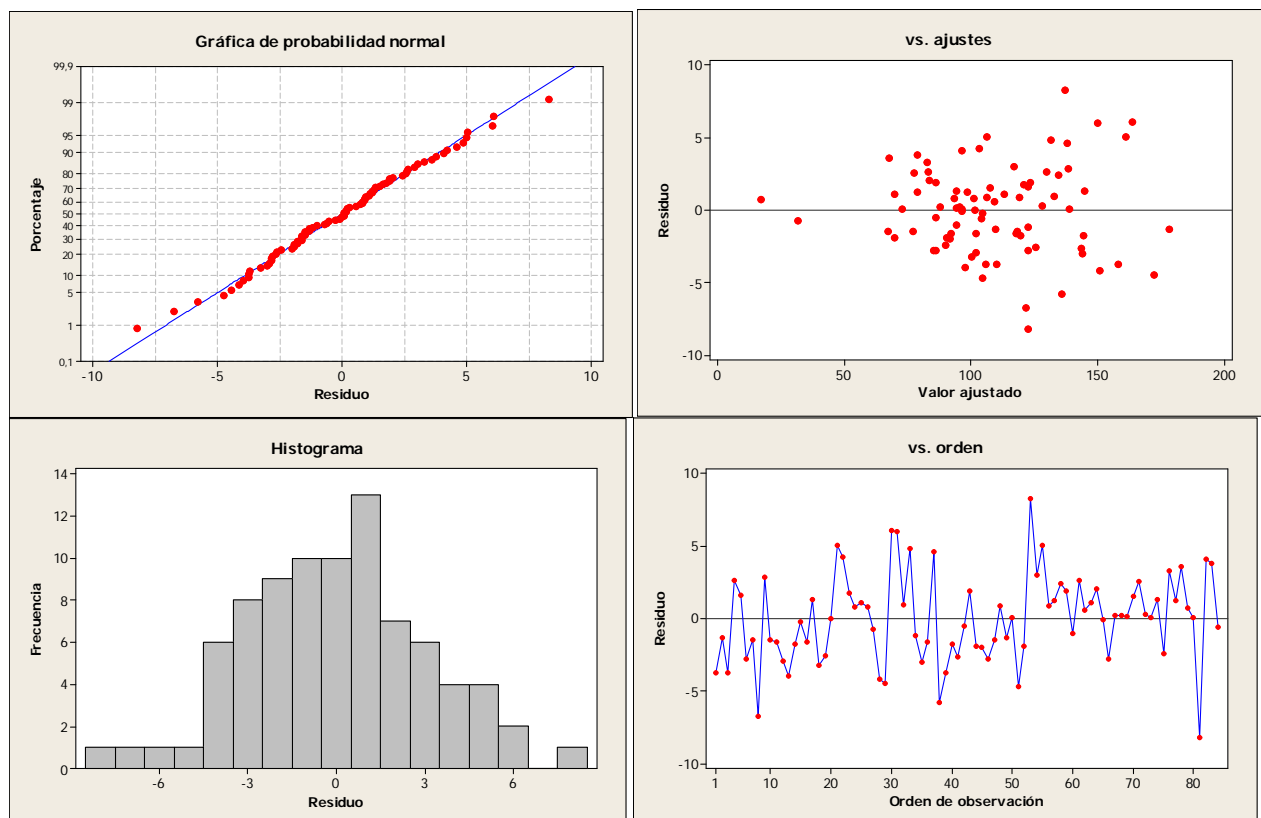 Gráfica de probabilidad normal
99,9
99
95
90
80
70
60
50
40
30
20
10
5
1
0,1
Porcentaje
-10 -5 0 5 10
Residuo
vs. ajustes
10
5
0
-5
-10
Residuo
0 50 100 150 200
Valor ajustado
Histograma
14
12
10
8
6
4
2
0
Frecuencia
-6 -3 0 3 6
Residuo
vs. orden
10
5
0
-5
-10
Residuo
1 10 20 30 40 50 60 70 80
Orden de observación